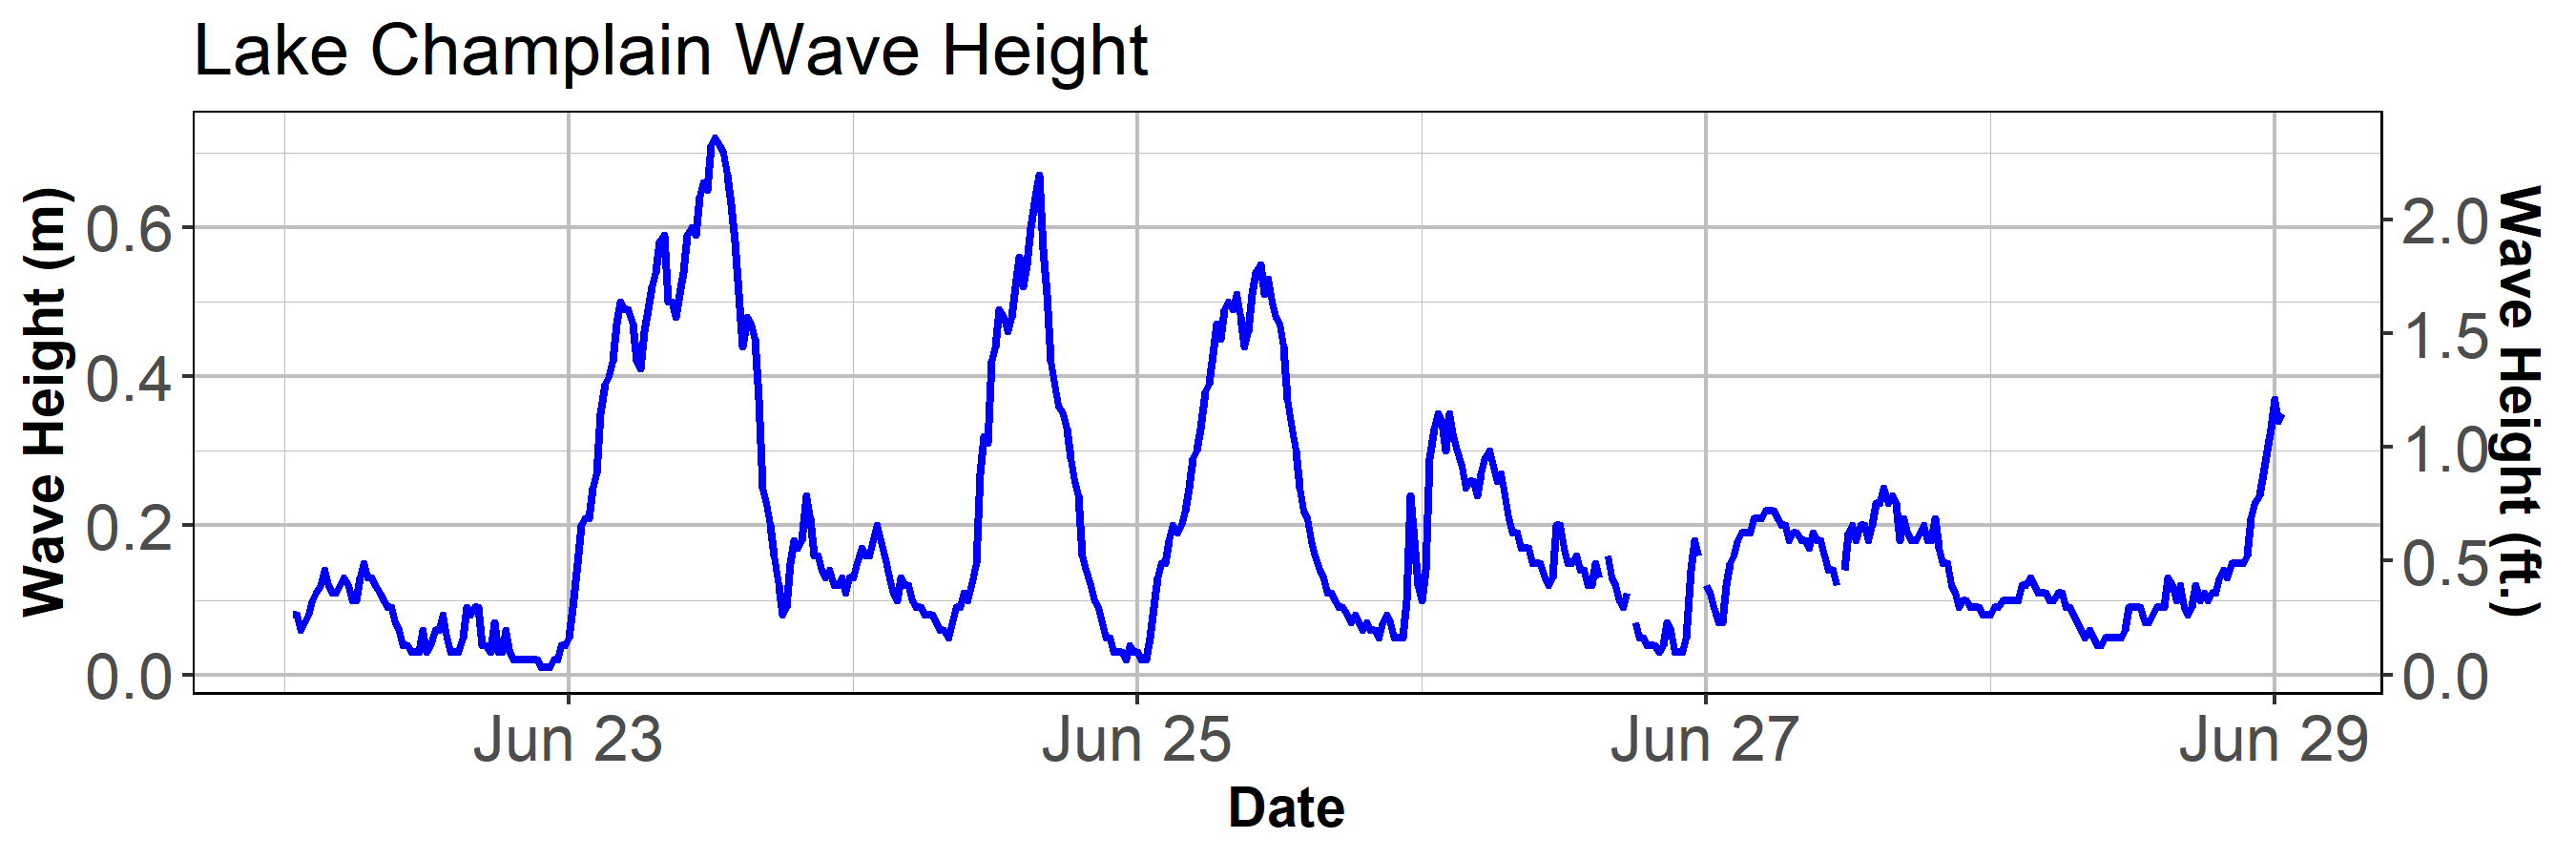 Lake Champlain Wave Height
Wave Height (m)
0.6
0.4
0.2
0.0
2.0
1.5
1.0
0.5
0.0
Wave Height (ft.)
Jun 23
Jun 25
Jun 27
Jun 29
Date